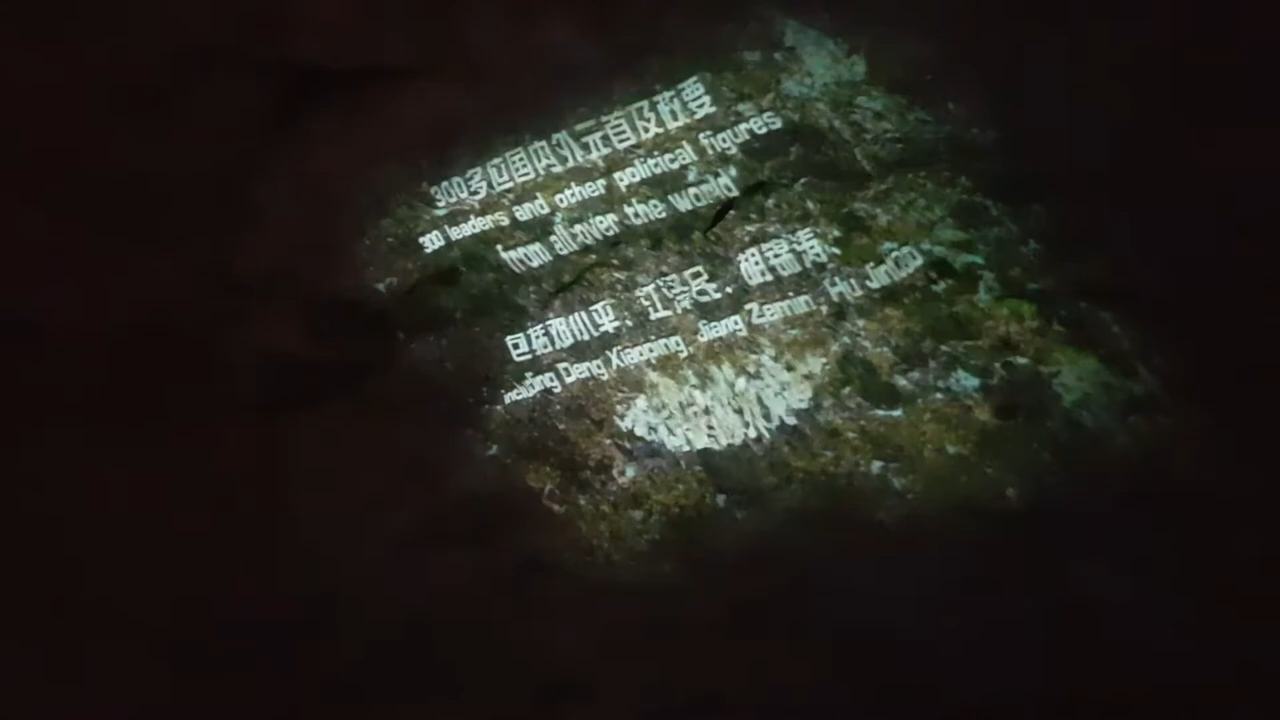 300多位国内外元首及政要
300 leaders and other political figures
from all over the world
包括邓小平、江泽民、胡锦涛、
including Deng Xiaoping, Jiang Zemin, Hu Jintao